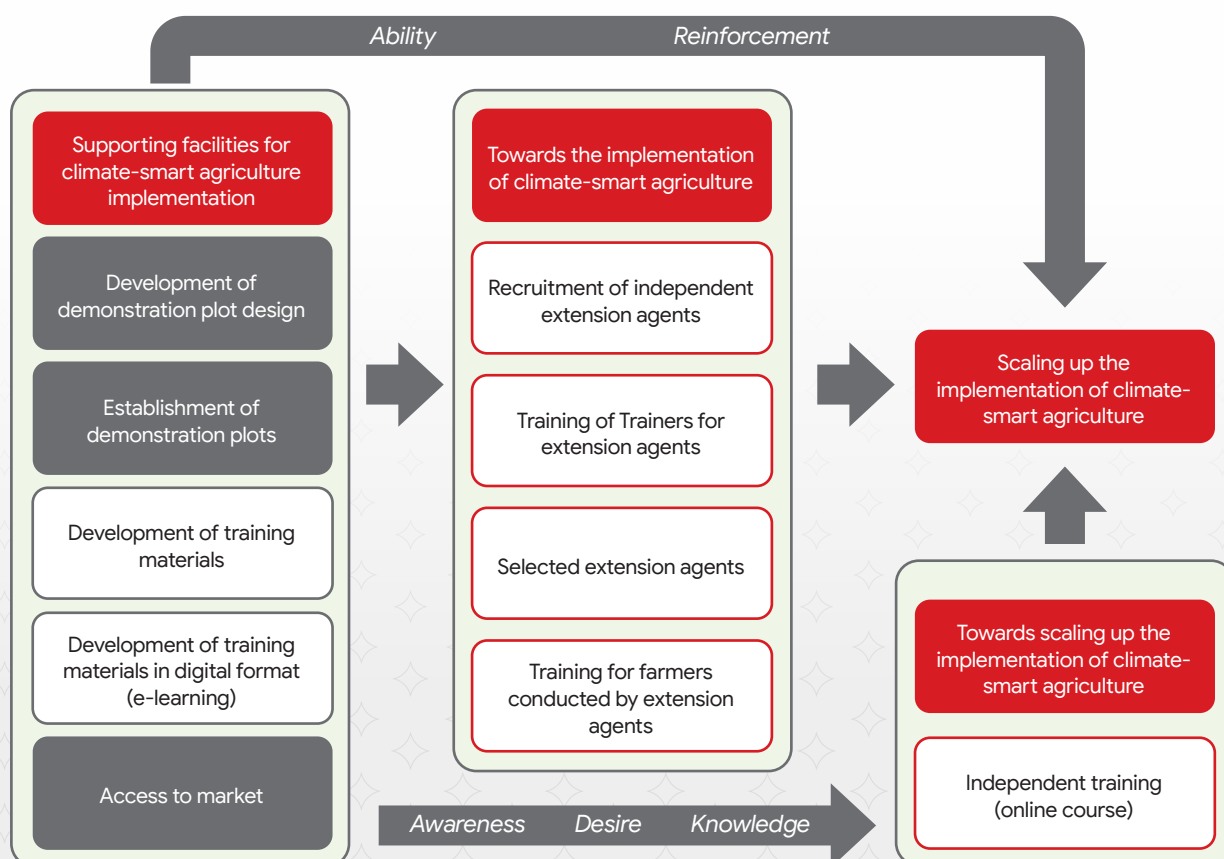 Ability Reinforcement
Supporting facilities for
climate-smart agriculture
implementation
Development of
demonstration plot design
Establishment of
demonstration plots
Development of training
materials
Development of training
materials in digital format
(e-learning)
Access to market
Towards the implementation
of climate-smart agriculture
Recruitment of independent
extension agents
Training of Trainers for
extension agents
Selected extension agents
Training for farmers
conducted by extension
agents
Awareness Desire Knowledge
Scaling up the
implementation of climate-
smart agriculture
Towards scaling up the
implementation of climate-
smart agriculture
Independent training
(online course)